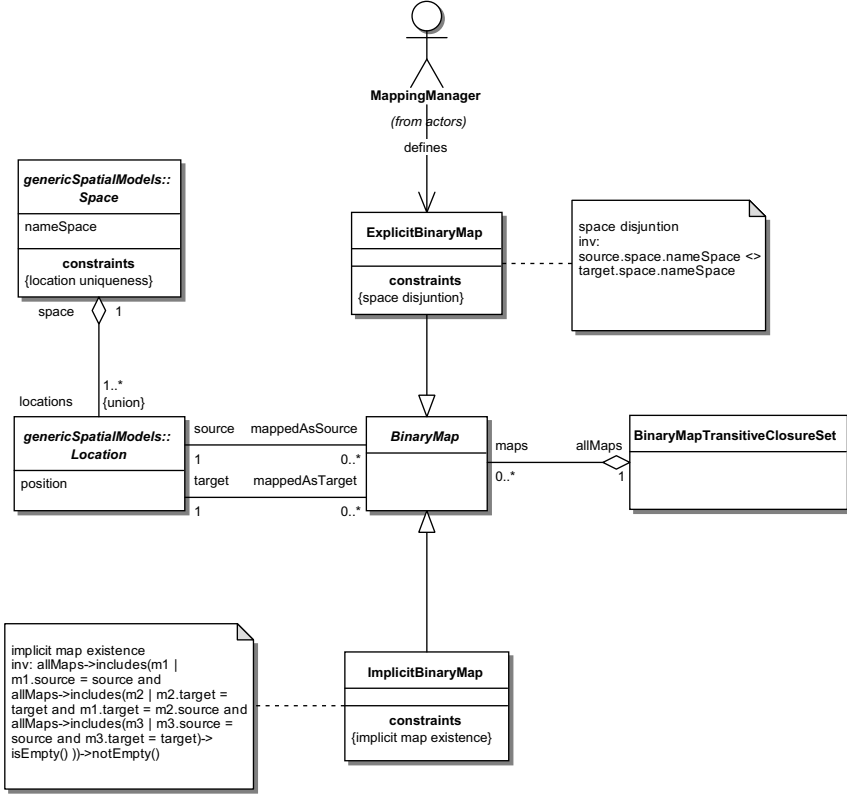 MappingManager
(from actors)
defines
genericSpatialModels::
Space
nameSpace
constraints
{location uniqueness}
space
1
1..*
locations
{union}
ExplicitBinaryMap
constraints
{space disjuntion}
space disjuntion
inv:
source.space.nameSpace <>
target.space.nameSpace
genericSpatialModels::
Location
position
source
mappedAsSource
1
0..*
target
mappedAsTarget
1
0..*
BinaryMap
maps
allMaps
0..*
1
BinaryMapTransitiveClosureSet
implicit map existence
inv: allMaps->includes(m1 |
m1.source = source and
allMaps->includes(m2 | m2.target =
target and m1.target = m2.source and
allMaps->includes(m3 | m3.source =
source and m3.target = target)->
isEmpty() ))->notEmpty()
ImplicitBinaryMap
constraints
{implicit map existence}